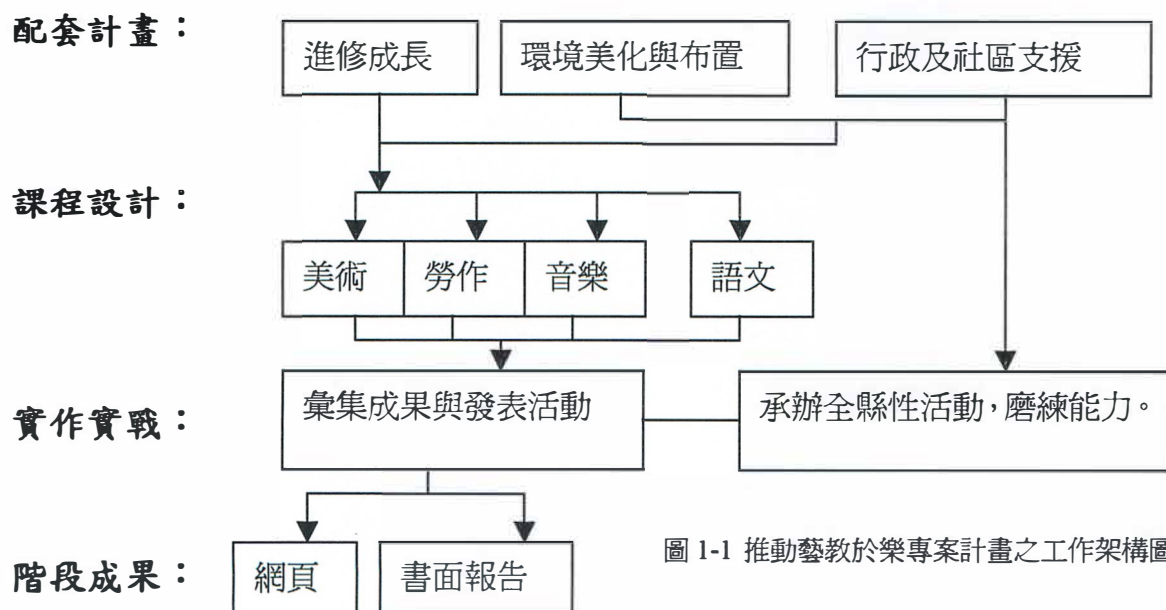 配套計畫：
進修成長 環境美化與布置 行政及社區支援
課程設計：
美術 勞作 音樂 語文
實作實戰：
彙集成果與發表活動 承辦全縣性活動，磨練能力。
圖 1-1 推動藝教於樂專案計畫之工作架構圖
階段成果：
網頁 書面報告